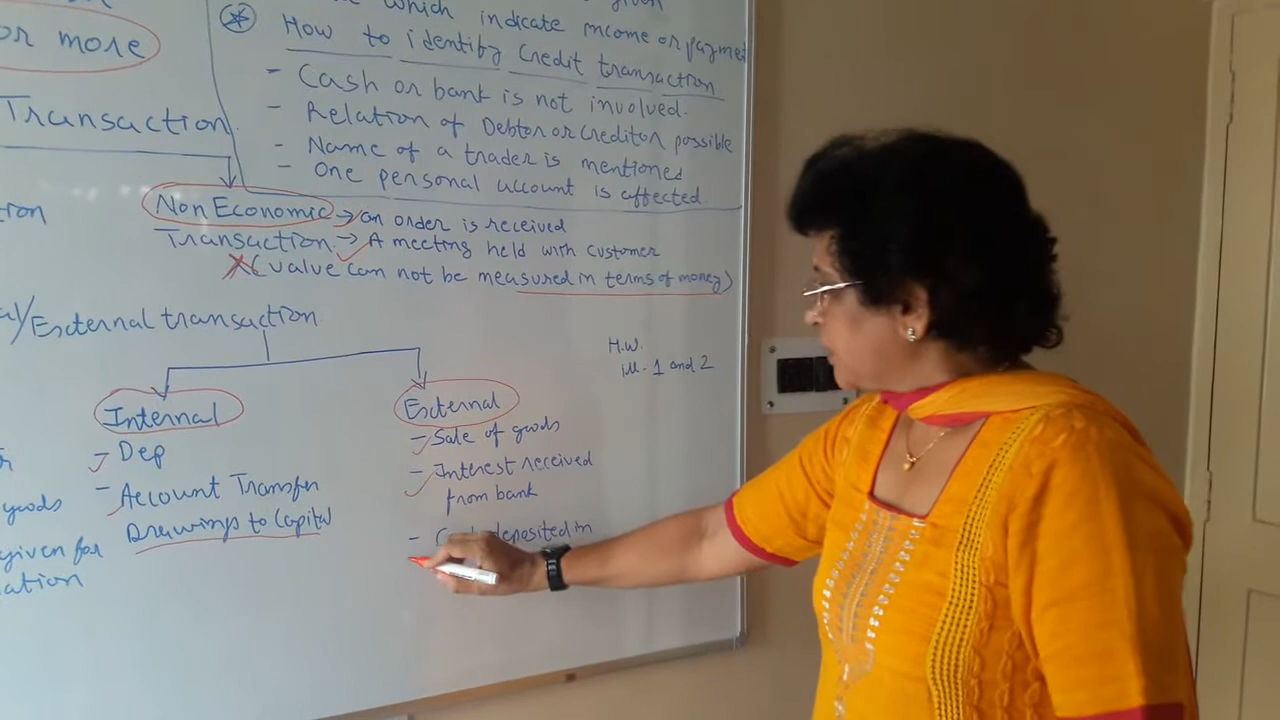 or more
Transaction
which indicate income or payment
How to identify Credit transaction
- Cash or bank is not involved.
- Relation of Debtor or Creditor possible
- Name of a trader is mentioned
- One personal account is affected.
Non Economic → an order is received
Transaction. → A meeting held with customer
(value can not be measured in terms of money)
/External transaction
H.W.
ill. 1 and 2
Internal
- Dep
- Account Transfer
Drawings to Capital
External
- Sale of goods
- Interest received
from bank
- deposited in
goods
given for